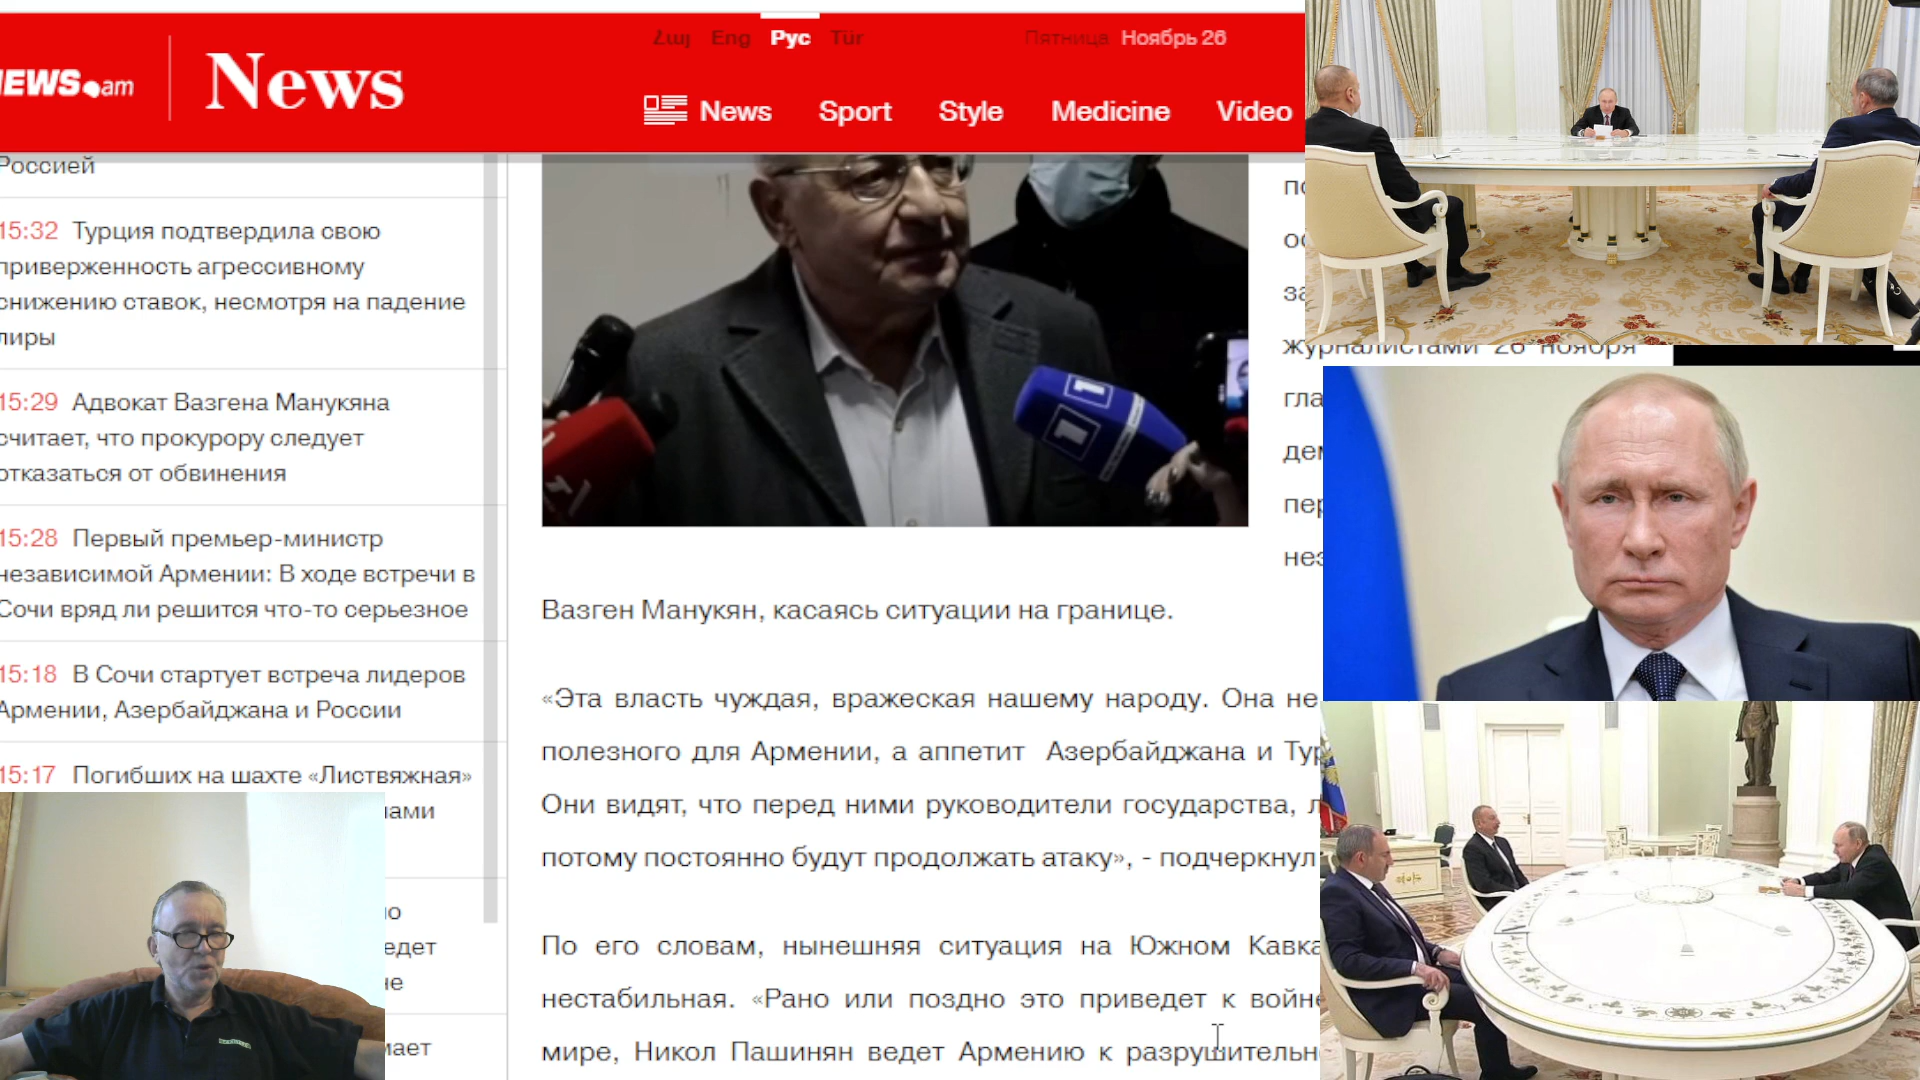 Հայ Eng Рус Tür
Пятница Ноябрь 26
NEWS.am News
News Sport Style Medicine Video
Россией
15:32 Турция подтвердила свою
приверженность агрессивному
снижению ставок, несмотря на падение
лиры
15:29 Адвокат Вазгена Манукяна
считает, что прокурору следует
отказаться от обвинения
15:28 Первый премьер-министр
независимой Армении: В ходе встречи в
Сочи вряд ли решится что-то серьезное
15:18 В Сочи стартует встреча лидеров
Армении, Азербайджана и России
15:17 Погибших на шахте «Листвяжная»
1
1
журналистами 26 ноября
Вазген Манукян, касаясь ситуации на границе.
«Эта власть чуждая, вражеская нашему народу. Она не
полезного для Армении, а аппетит Азербайджана и
Они видят, что перед ними руководители государства,
потому постоянно будут продолжать атаку», - подчеркнул
По его словам, нынешняя ситуация на Южном
нестабильная. «Рано или поздно это приведет к
мире, Никол Пашинян ведет Армению к